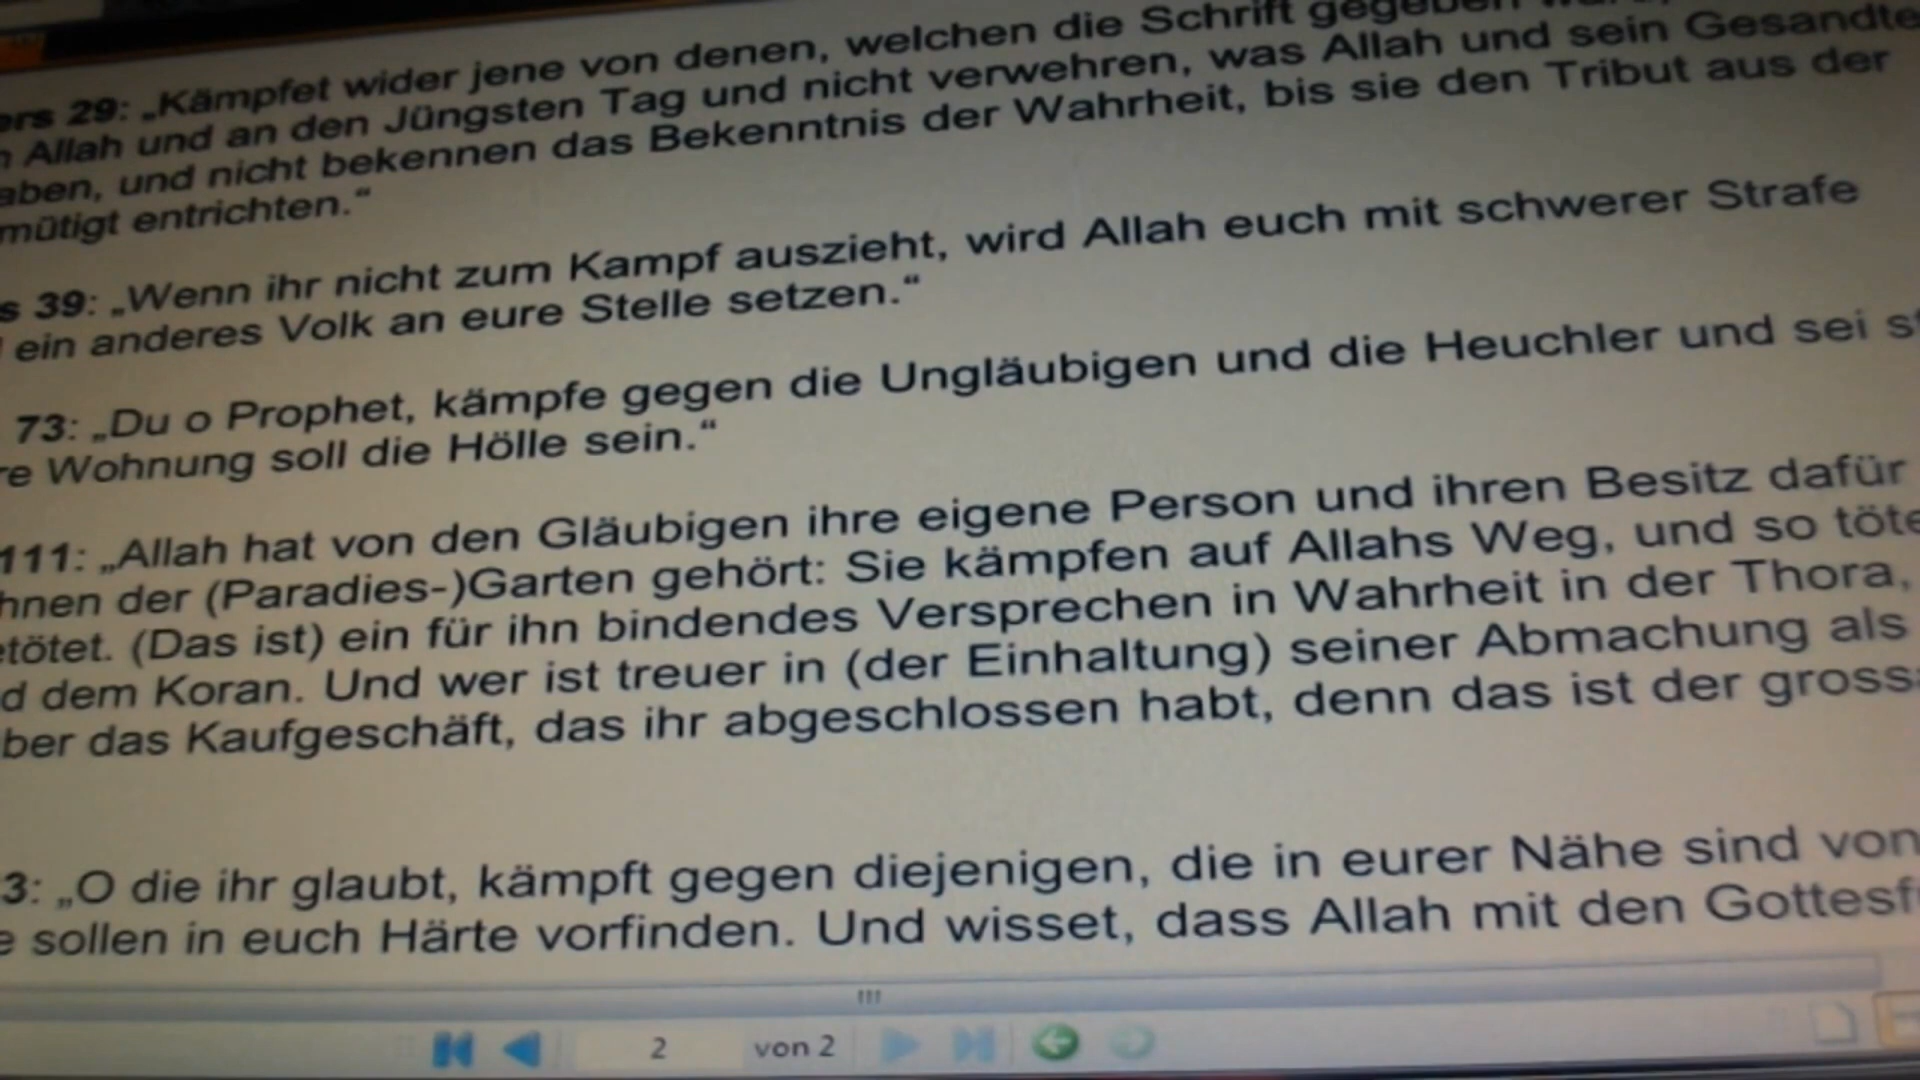 ers 29: „Kämpfet wider jene von denen, welchen die Schrift
Allah und an den Jüngsten Tag und nicht verwehren, was Allah und sein Gesandte
aben, und nicht bekennen das Bekenntnis der Wahrheit, bis sie den Tribut aus der
mütigt entrichten.“
s 39: „Wenn ihr nicht zum Kampf auszieht, wird Allah euch mit schwerer Strafe
ein anderes Volk an eure Stelle setzen.“
73: „Du o Prophet, kämpfe gegen die Ungläubigen und die Heuchler und sei
re Wohnung soll die Hölle sein.“
111: „Allah hat von den Gläubigen ihre eigene Person und ihren Besitz dafür
hnen der (Paradies-)Garten gehört: Sie kämpfen auf Allahs Weg, und so töte
tötet. (Das ist) ein für ihn bindendes Versprechen in Wahrheit in der Thora,
d dem Koran. Und wer ist treuer in (der Einhaltung) seiner Abmachung als
ber das Kaufgeschäft, das ihr abgeschlossen habt, denn das ist der gross
3: „O die ihr glaubt, kämpft gegen diejenigen, die in eurer Nähe sind von
e sollen in euch Härte vorfinden. Und wisset, dass Allah mit den Gottesf
2 von 2